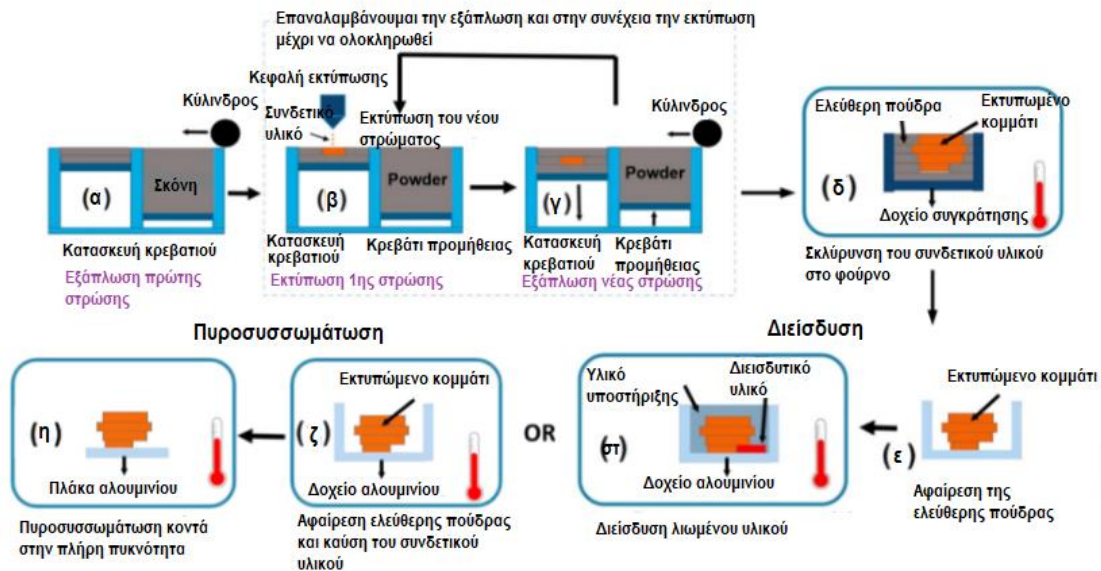 Επαναλαμβάνουμαι την εξάπλωση και στην συνέχεια την εκτύπωση
μέχρι να ολοκληρωθεί
Κύλινδρος
Σκόνη
(α)
Κατασκευή κρεβατιού
Εξάπλωση πρώτης
στρώσης
Κεφαλή εκτύπωσης
Συνδετικό
υλικό
Εκτύπωση του νέου
στρώματος
(β)
Powder
Κατασκευή
κρεβατιού
Κρεβάτι προμήθειας
Εκτύπωση 1ης στρώσης
Κύλινδρος
(γ)
Powder
Κατασκευή
κρεβατιού
Κρεβάτι
προμήθειας
Εξάπλωση νέας στρώσης
Ελεύθερη πούδρα
Εκτυπωμένο
κομμάτι
(δ)
Δοχείο συγκράτησης
Σκλύρηνση του συνδετικού υλικού
στο φούρνο
Πυροσυσσωμάτωση
Διείσδυση
(η)
Πλάκα αλουμινίου
Πυροσυσσωμάτωση κοντά
στην πλήρη πυκνότητα
Εκτυπώμενο κομμάτι
(ζ)
Δοχείο αλουμινίου
Αφαίρεση ελεύθερης πούδρας
και καύση του συνδετικού
υλικού
OR
Υλικό
υποστήριξης
Διεισδυτικό
υλικό
(στ)
Δοχείο αλουμινίου
Διείσδυση λιωμένου υλικού
Εκτυπώμενο κομμάτι
(ε)
Αφαίρεση της
ελεύθερης πούδρας